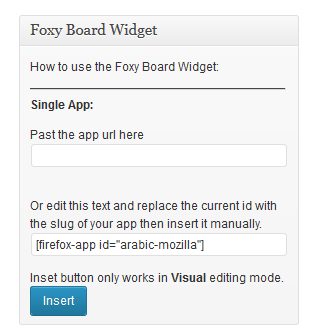 Foxy Board Widget
How to use the Foxy Board Widget:
Single App:
Past the app url here
Or edit this text and replace the current id with
the slug of your app then insert it manually.
[firefox-app id="arabic-mozilla"]
Inset button only works in Visual editing mode.
Insert